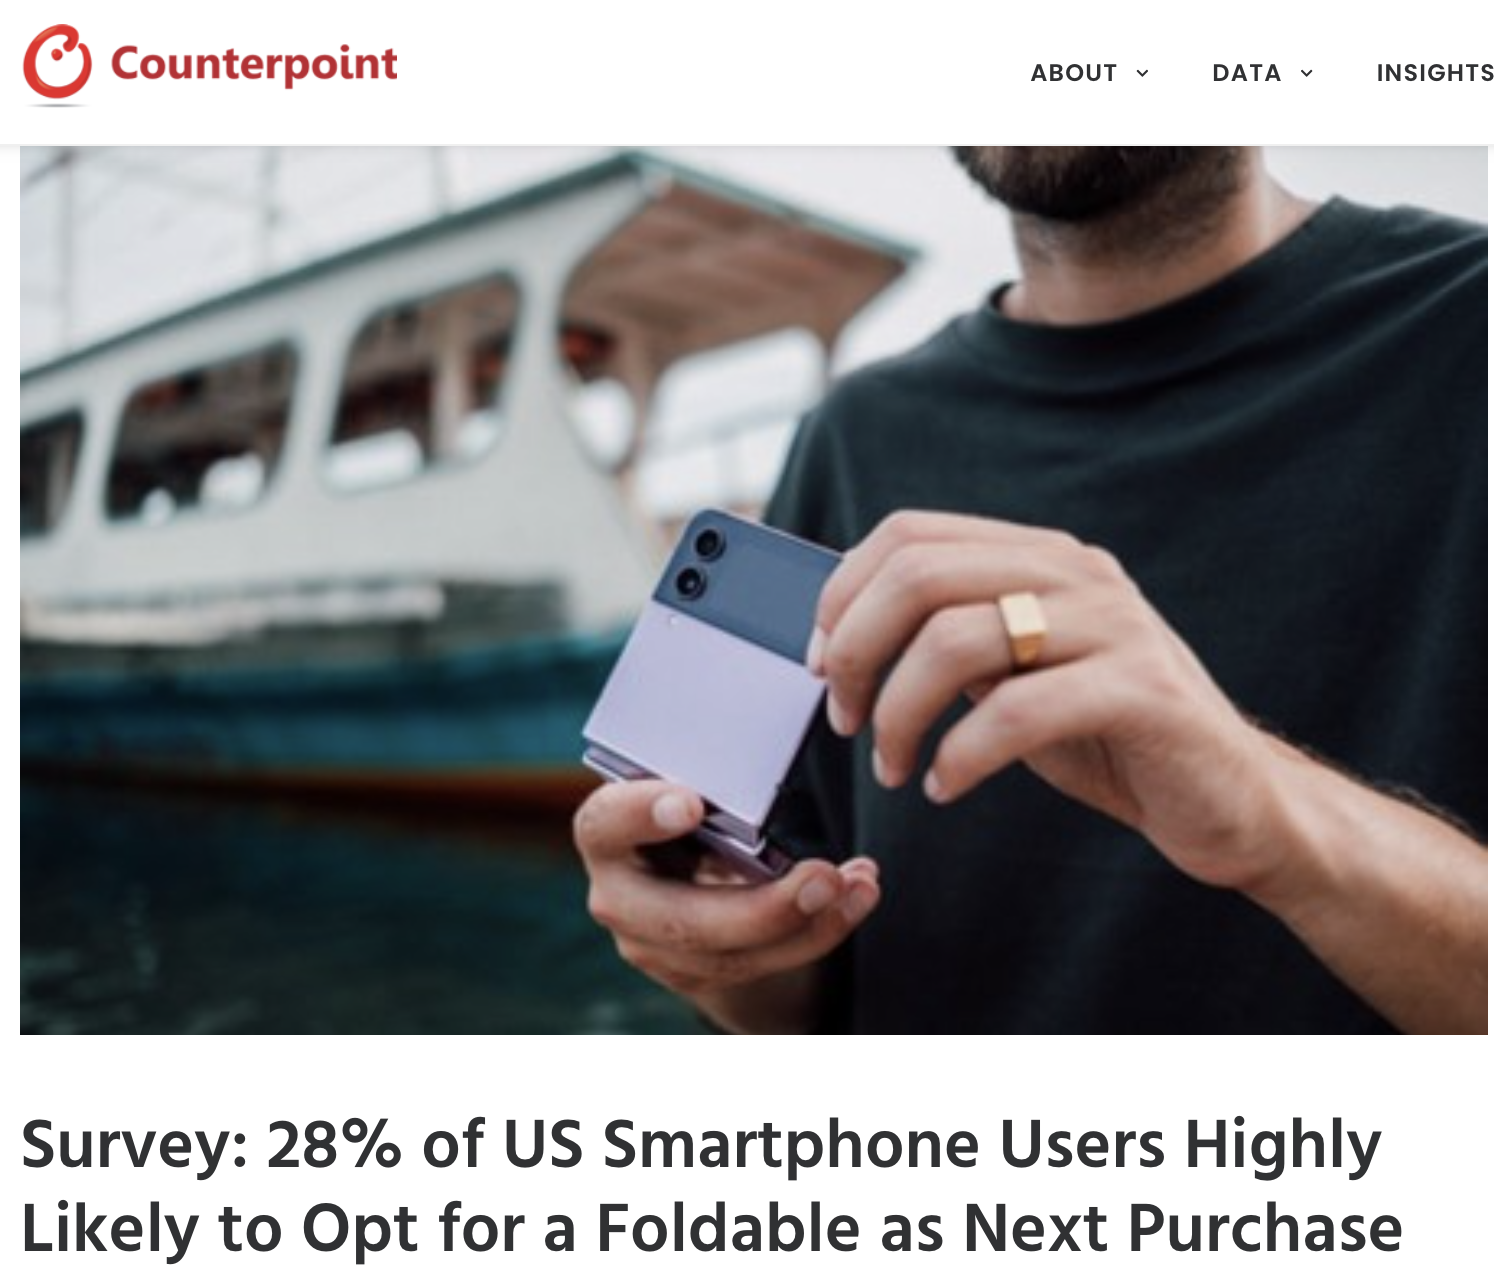 Counterpoint
ABOUT DATA INSIGHTS
Survey: 28% of US Smartphone Users Highly
Likely to Opt for a Foldable as Next Purchase